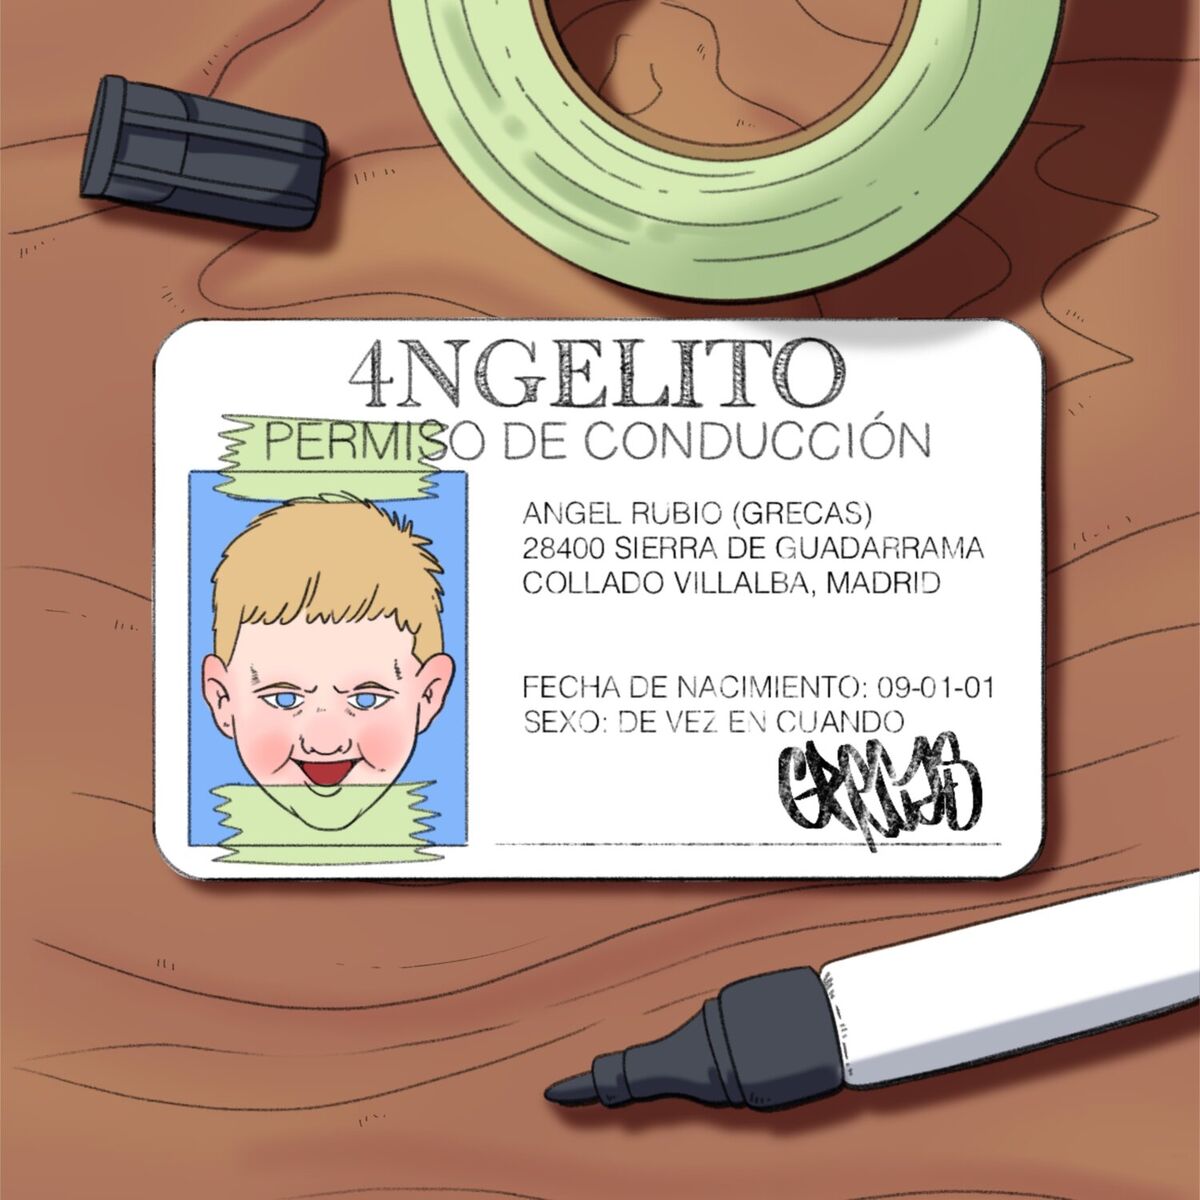 4NGELITO
PERMISO DE CONDUCCIÓN
ANGEL RUBIO (GRECAS)
28400 SIERRA DE GUADARRAMA
COLLADO VILLALBA, MADRID
FECHA DE NACIMIENTO: 09-01-01
SEXO: DE VEZ EN CUANDO
GRECAS